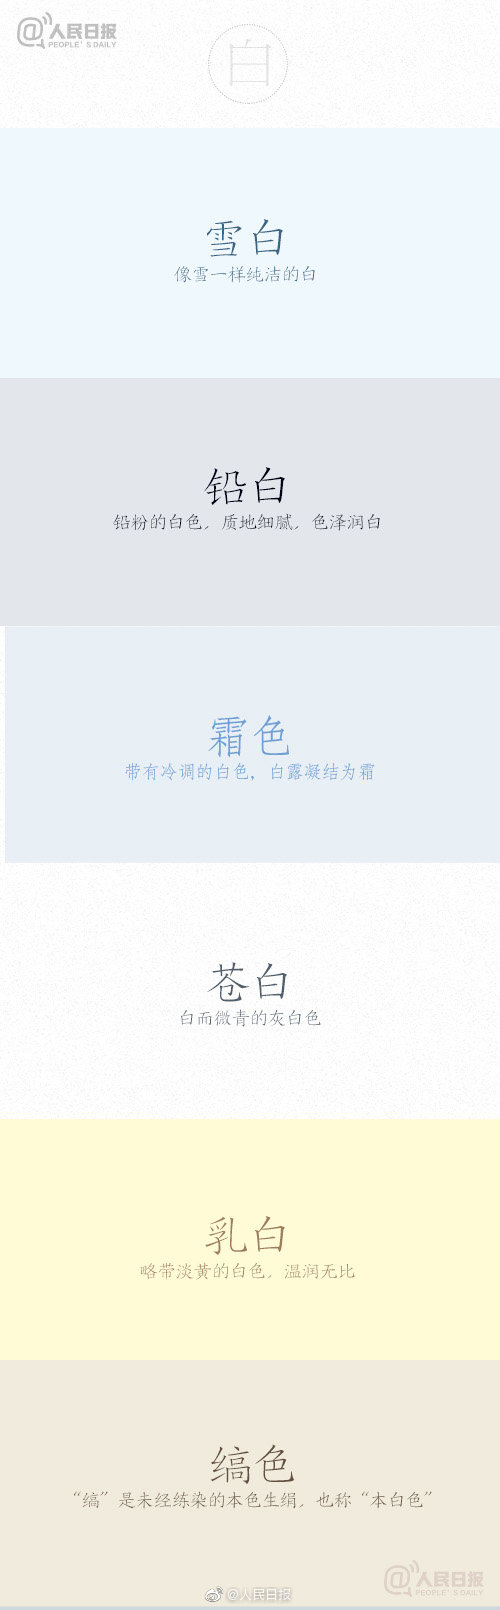 @人民日报
PEOPLE'S DAILY
白
雪白
像雪一样纯洁的白
铅白
铅粉的白色，质地细腻，色泽润白
霜色
带有冷调的白色，白露凝结为霜
苍白
白而微青的灰白色
乳白
略带淡黄的白色，温润无比
缟色
“缟”是未经练染的本色生绢，也称“本白色”
@人民日报
PEOPLE'S DAILY
@人民日报